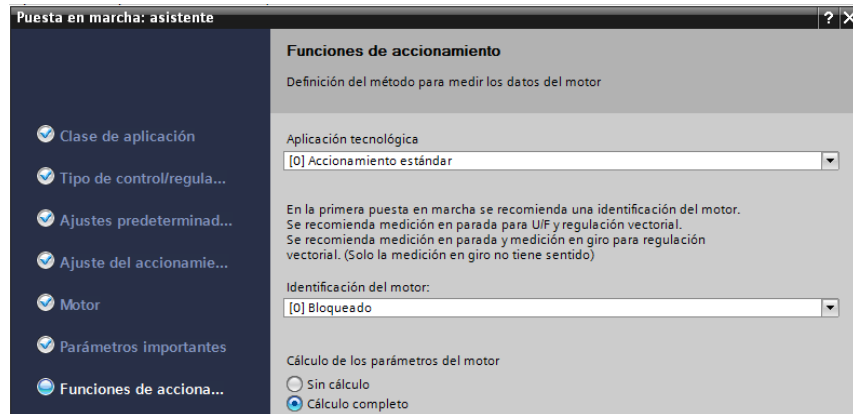 Puesta en marcha: asistente
? X
Funciones de accionamiento
Definición del método para medir los datos del motor
Clase de aplicación
Tipo de control/regula...
Ajustes predeterminad...
Ajuste del accionamie...
Motor
Parámetros importantes
Funciones de acciona...
Aplicación tecnológica
[0] Accionamiento estándar
En la primera puesta en marcha se recomienda una identificación del motor.
Se recomienda medición en parada para U/F y regulación vectorial.
Se recomienda medición en parada y medición en giro para regulación
vectorial. (Solo la medición en giro no tiene sentido)
Identificación del motor:
[0] Bloqueado
Cálculo de los parámetros del motor
Sin cálculo
Cálculo completo